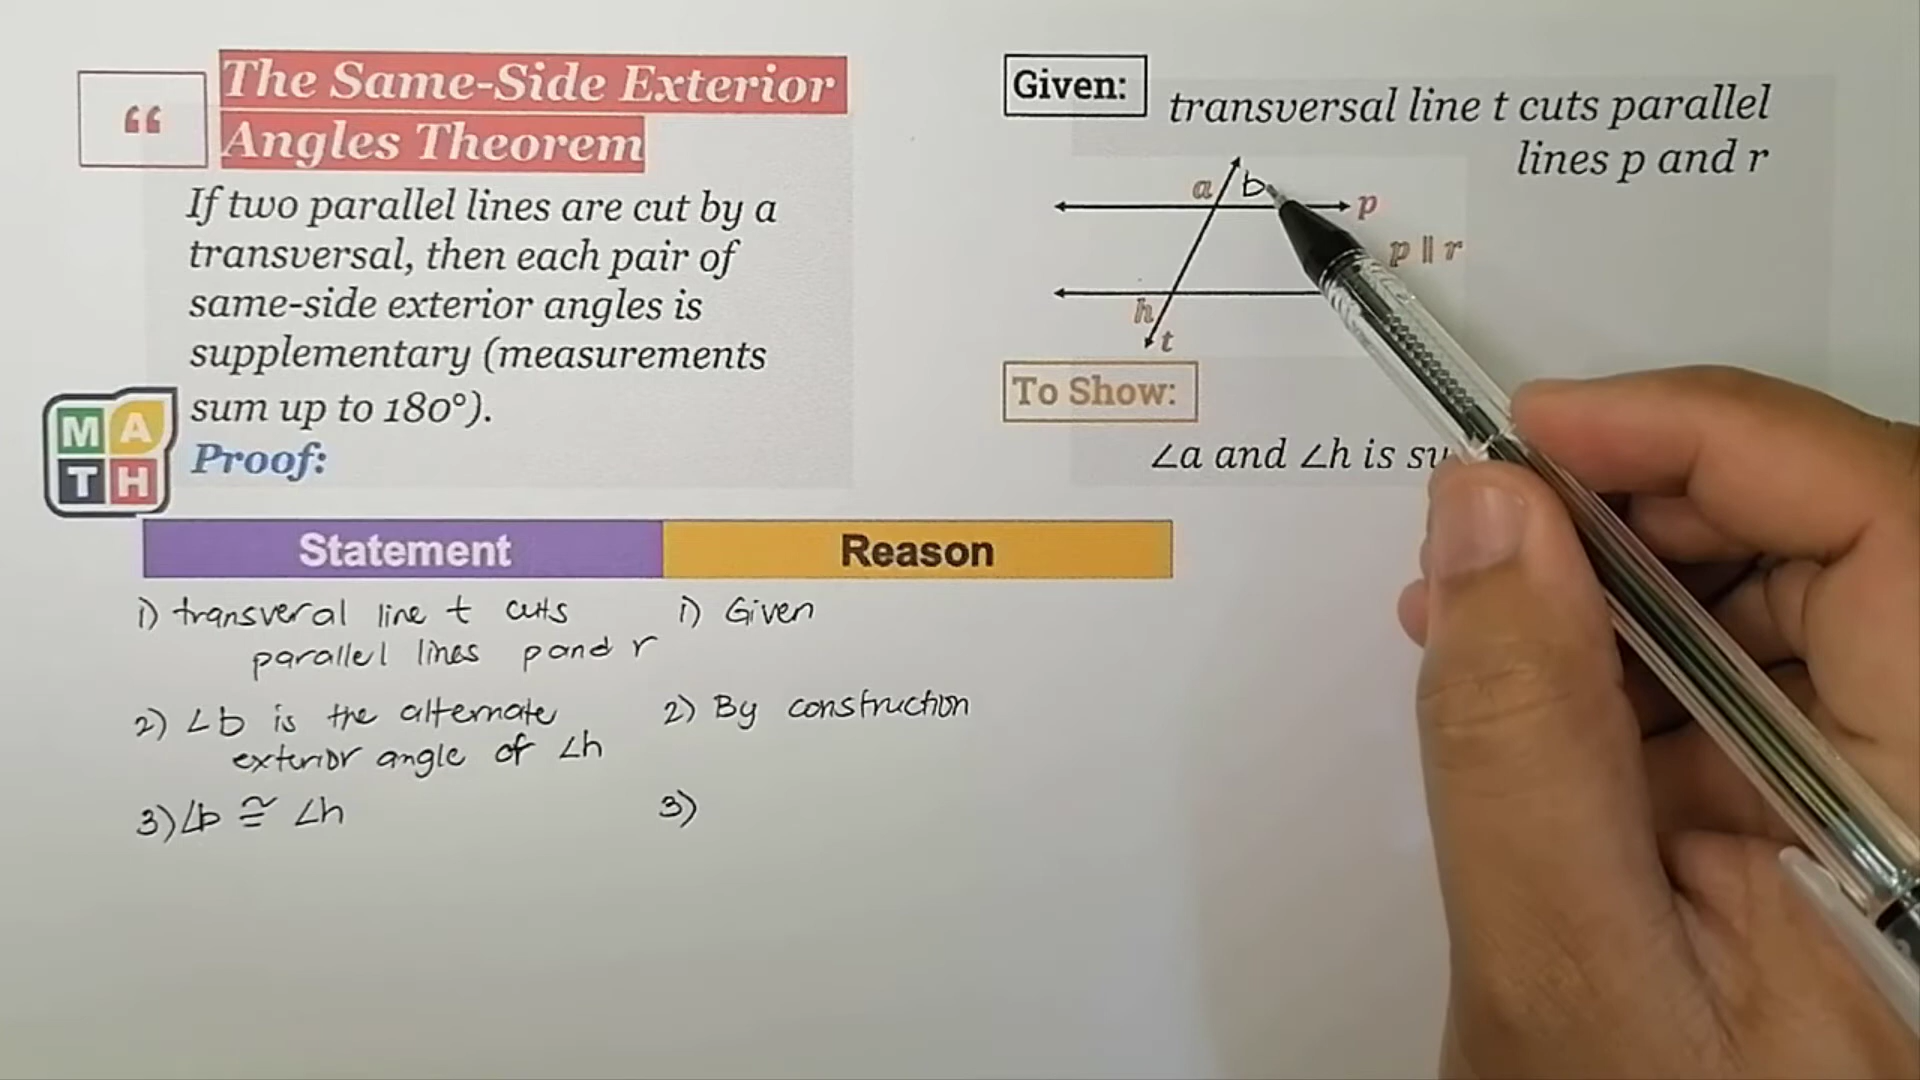 “
The Same-Side Exterior
Angles Theorem
If two parallel lines are cut by a
transversal, then each pair of
same-side exterior angles is
supplementary (measurements
sum up to 180°).
MATH
Proof:
Given:
transversal line t cuts parallel
lines p and r
a b
p
p ∥ r
h
t
To Show:
∠a and ∠h is
Statement Reason
1) transveral line t cuts 1) Given
parallel lines p and r
2) ∠b is the alternate 2) By construction
exterior angle of ∠h
3) ∠b ≅ ∠h 3)